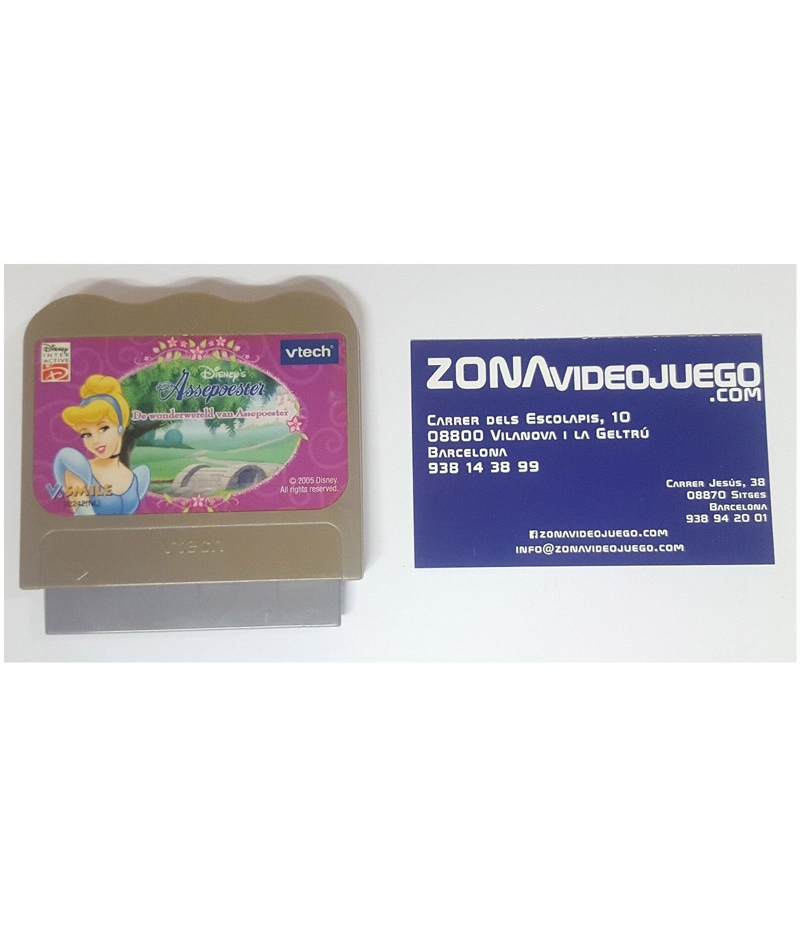 Disney
INTER
ACTIVE
vtech
DISNEY'S
Assepoester
De wonderwereld van Assepoester
© 2005 Disney.
All rights reserved.
V.SMILE
92242(NL)
vtech
ZONAVIDEOJUEGO
.COM
CARRER DELS ESCOLAPIS, 10
08800 VILANOVA I LA GELTRÚ
BARCELONA
938 14 38 99
CARRER JESÚS, 38
08870 SITGES
BARCELONA
938 94 20 01
ZONAVIDEOJUEGO.COM
INFO@ZONAVIDEOJUEGO.COM